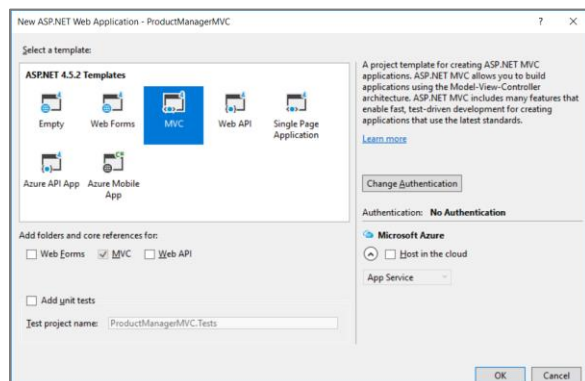 New ASP.NET Web Application - ProductManagerMVC
? X
Select a template:
ASP.NET 4.5.2 Templates
Empty
Web Forms
MVC
Web API
Single Page
Application
Azure API App
Azure Mobile
App
A project template for creating ASP.NET MVC
applications. ASP.NET MVC allows you to build
applications using the Model-View-Controller
architecture. ASP.NET MVC includes many features that
enable fast, test-driven development for creating
applications that use the latest standards.
Learn more
Change Authentication
Authentication: No Authentication
Microsoft Azure
Host in the cloud
App Service
Add folders and core references for:
Web Forms
MVC
Web API
Add unit tests
Test project name:
ProductManagerMVC.Tests
OK
Cancel